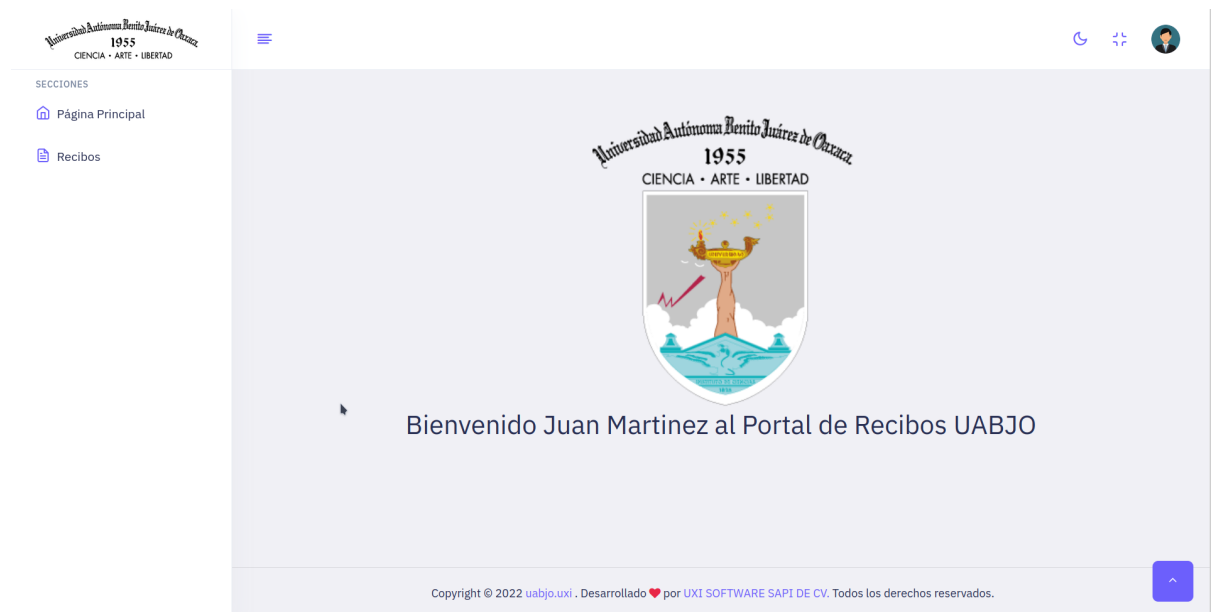 Universidad Autónoma Benito Juárez de Oaxaca
1955
CIENCIA • ARTE • LIBERTAD
SECCIONES
Página Principal
Recibos
Universidad Autónoma Benito Juárez de Oaxaca
1955
CIENCIA • ARTE • LIBERTAD
Bienvenido Juan Martinez al Portal de Recibos UABJO
Copyright © 2022 uabjo.uxi . Desarrollado ❤ por UXI SOFTWARE SAPI DE CV. Todos los derechos reservados.